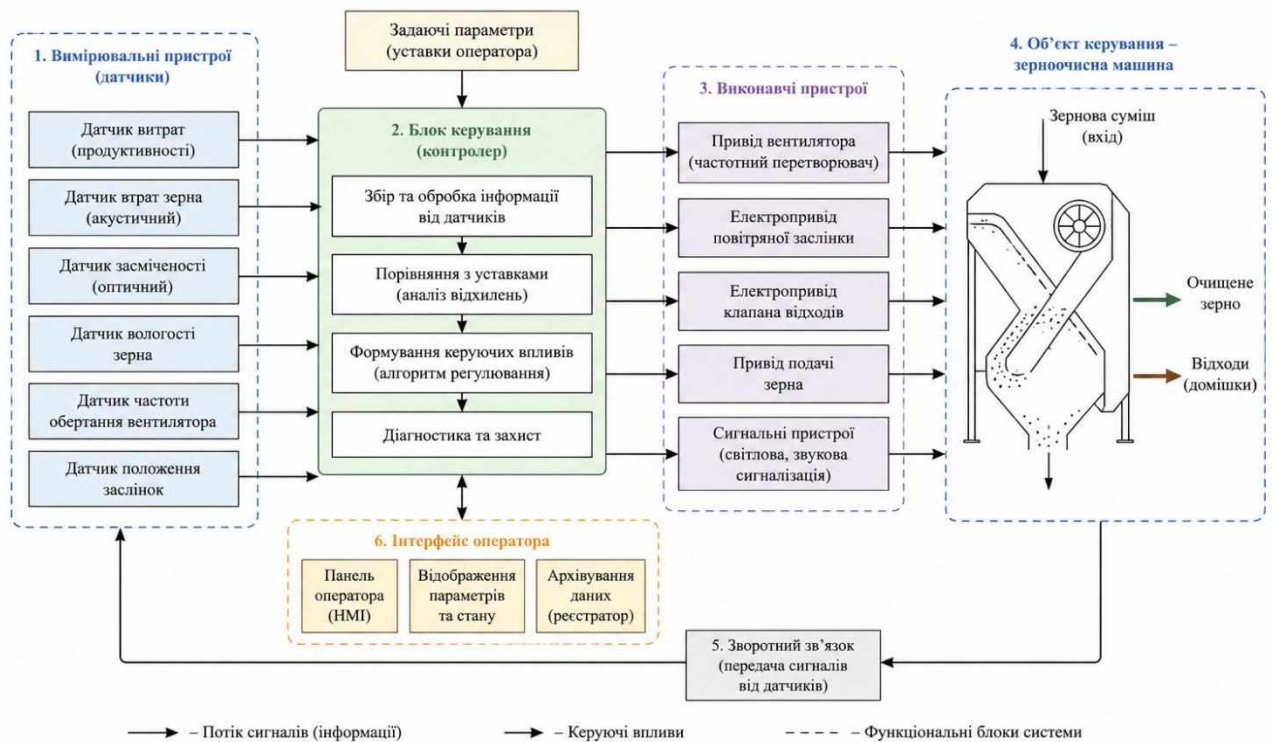 Задаючі параметри
(уставки оператора)
1. Вимірювальні пристрої
(датчики)
Датчик витрат
(продуктивності)
Датчик втрат зерна
(акустичний)
Датчик засміченості
(оптичний)
Датчик вологості
зерна
Датчик частоти
обертання вентилятора
Датчик положення
заслінок
2. Блок керування
(контролер)
Збір та обробка інформації
від датчиків
Порівняння з уставками
(аналіз відхилень)
Формування керуючих впливів
(алгоритм регулювання)
Діагностика та захист
3. Виконавчі пристрої
Привід вентилятора
(частотний перетворювач)
Електропривід
повітряної заслінки
Електропривід
клапана відходів
Привід подачі
зерна
Сигнальні пристрої
(світлова, звукова
сигналізація)
4. Об’єкт керування –
зерноочисна машина
Зернова суміш
(вхід)
Очищене
зерно
Відходи
(домішки)
6. Інтерфейс оператора
Панель
оператора
(HMI)
Відображення
параметрів
та стану
Архівування
даних
(реєстратор)
5. Зворотний зв’язок
(передача сигналів
від датчиків)
– Потік сигналів (інформації)
– Керуючі впливи
– Функціональні блоки системи